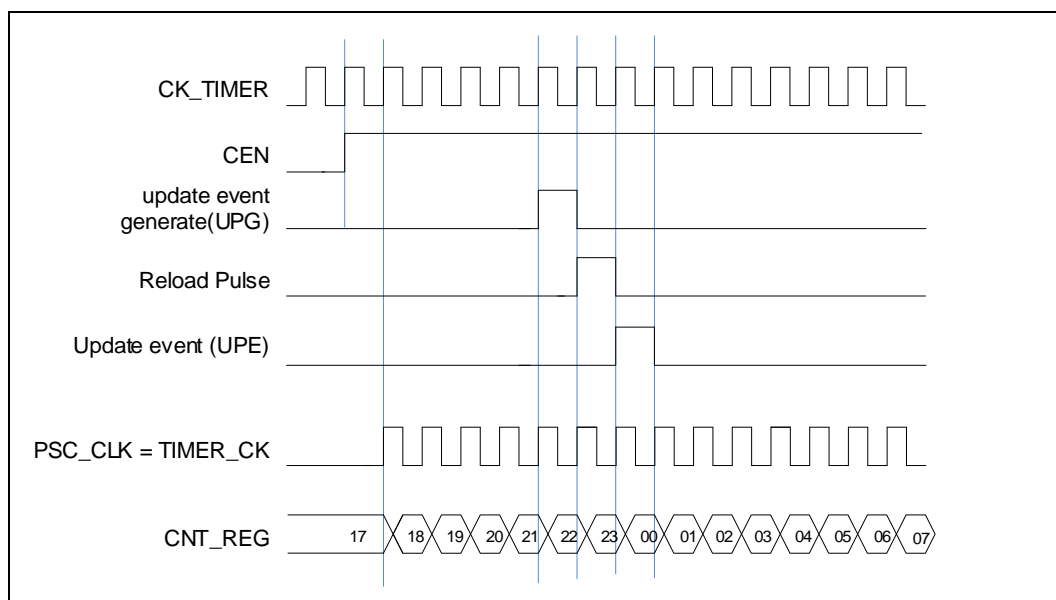 CK_TIMER
CEN
update event
generate(UPG)
Reload Pulse
Update event (UPE)
PSC_CLK = TIMER_CK
CNT_REG 17 18 19 20 21 22 23 00 01 02 03 04 05 06 07